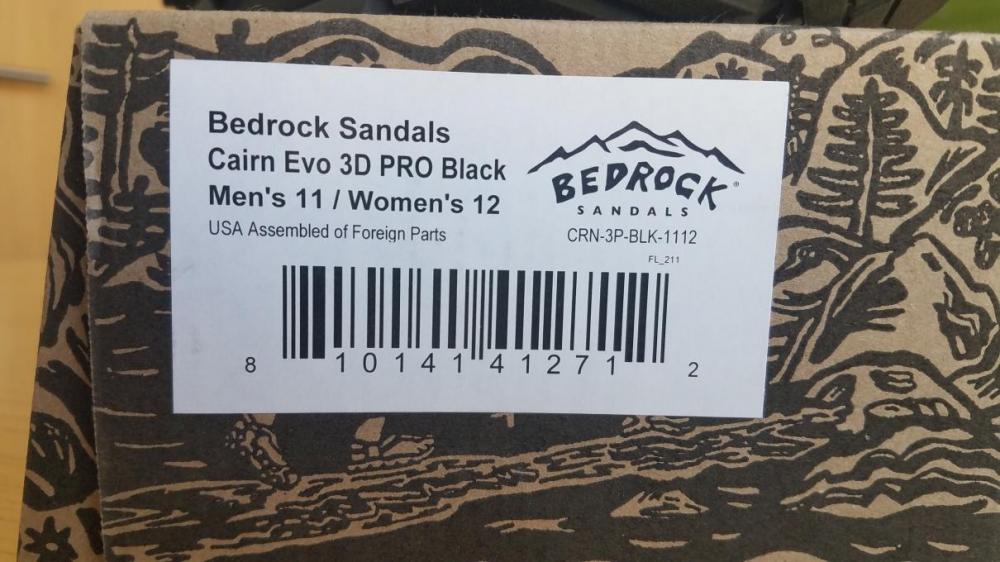 Bedrock Sandals
Cairn Evo 3D PRO Black
Men's 11 / Women's 12
USA Assembled of Foreign Parts
BEDROCK®
SANDALS
CRN-3P-BLK-1112
FL_211
8 10141 41271 2